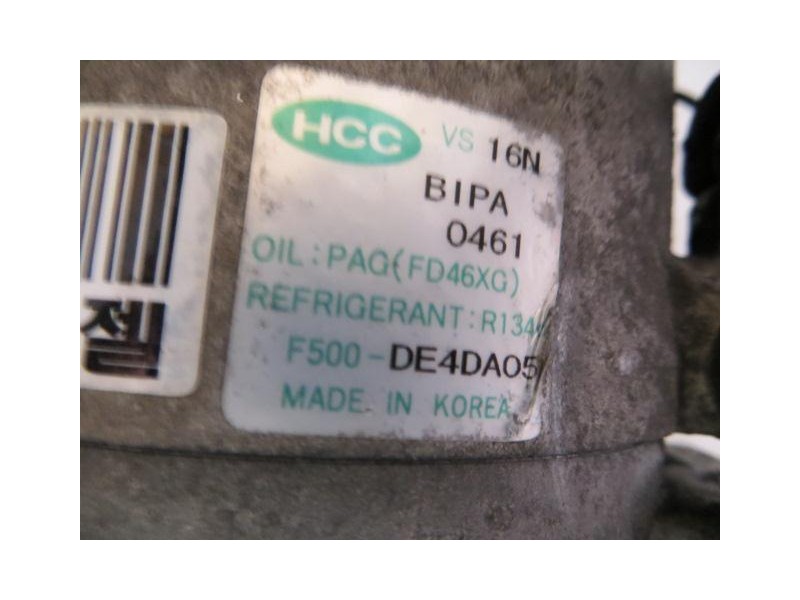 HCC VS 16N
BIPA
0461
OIL : PAG(FD46XG)
REFRIGERANT : R134
F500-DE4DA05
MADE IN KOREA
젤